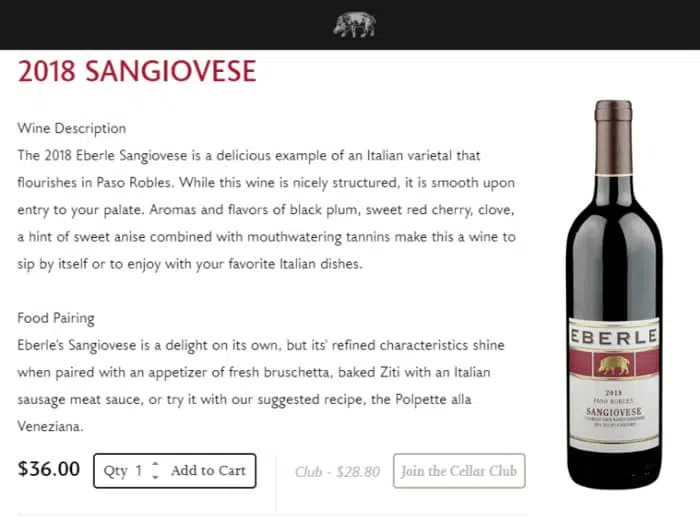 2018 SANGIOVESE
Wine Description
The 2018 Eberle Sangiovese is a delicious example of an Italian varietal that
flourishes in Paso Robles. While this wine is nicely structured, it is smooth upon
entry to your palate. Aromas and flavors of black plum, sweet red cherry, clove,
a hint of sweet anise combined with mouthwatering tannins make this a wine to
sip by itself or to enjoy with your favorite Italian dishes.
Food Pairing
Eberle's Sangiovese is a delight on its own, but its' refined characteristics shine
when paired with an appetizer of fresh bruschetta, baked Ziti with an Italian
sausage meat sauce, or try it with our suggested recipe, the Polpette alla
Veneziana.
$36.00 Qty 1 Add to Cart Club - $28.80 Join the Cellar Club
EBERLE
2018
PASO ROBLES
SANGIOVESE